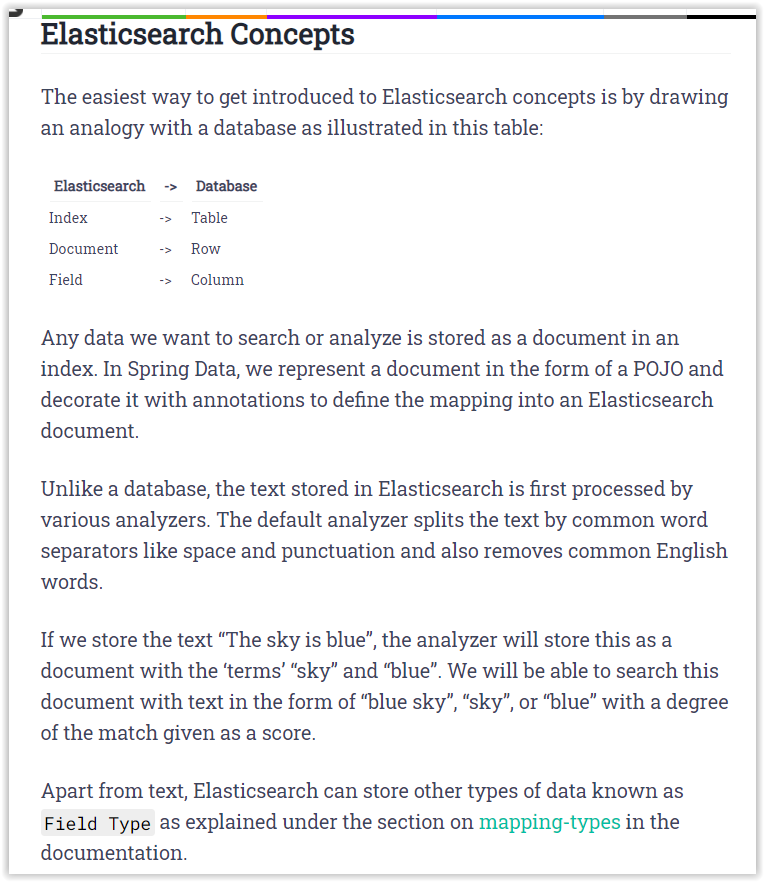 Elasticsearch Concepts
The easiest way to get introduced to Elasticsearch concepts is by drawing
an analogy with a database as illustrated in this table:
Elasticsearch -> Database
Index -> Table
Document -> Row
Field -> Column
Any data we want to search or analyze is stored as a document in an
index. In Spring Data, we represent a document in the form of a POJO and
decorate it with annotations to define the mapping into an Elasticsearch
document.
Unlike a database, the text stored in Elasticsearch is first processed by
various analyzers. The default analyzer splits the text by common word
separators like space and punctuation and also removes common English
words.
If we store the text “The sky is blue”, the analyzer will store this as a
document with the ‘terms’ “sky” and “blue”. We will be able to search this
document with text in the form of “blue sky”, “sky”, or “blue” with a degree
of the match given as a score.
Apart from text, Elasticsearch can store other types of data known as
Field Type as explained under the section on mapping-types in the
documentation.